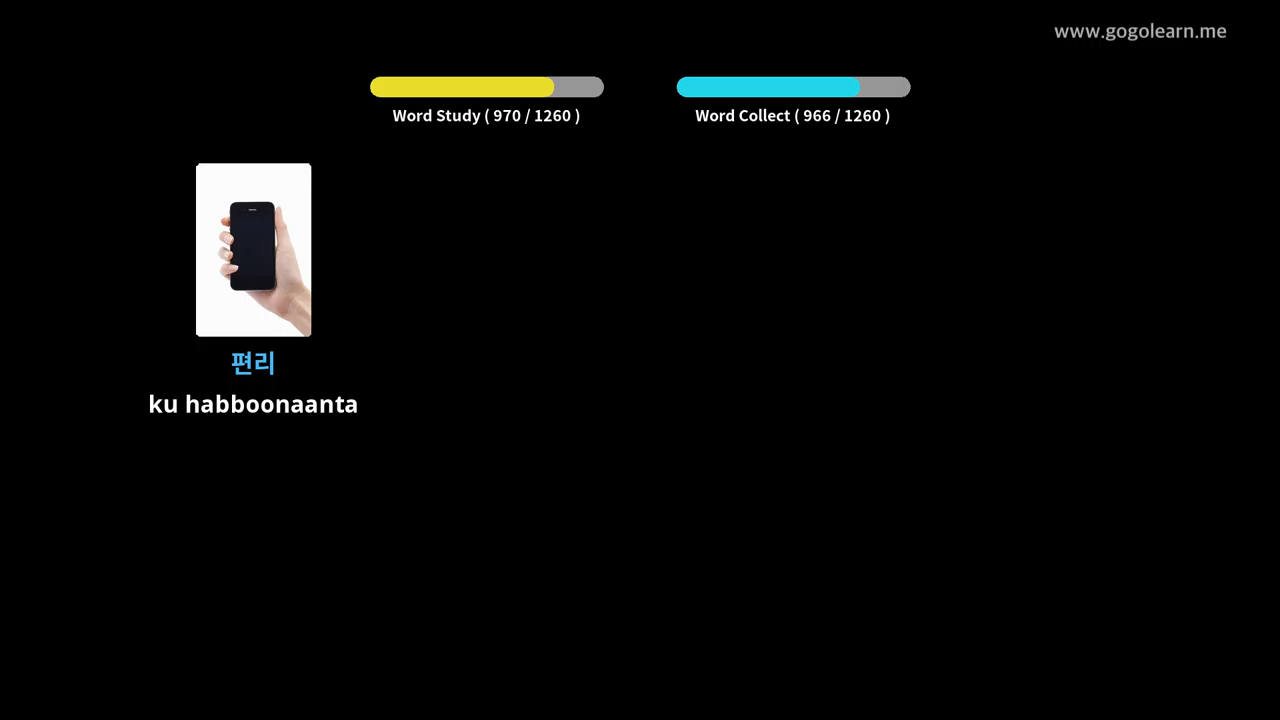 www.gogolearn.me
Word Study ( 970 / 1260 )
Word Collect ( 966 / 1260 )
편리
ku habboonaanta